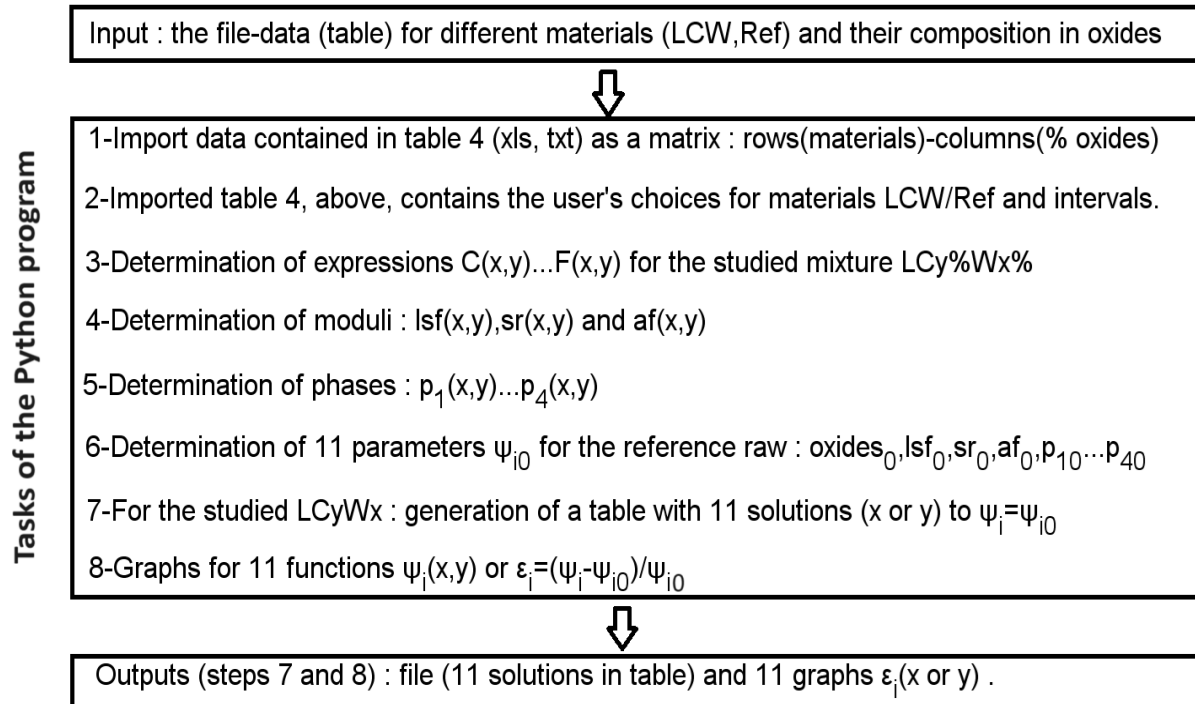 Input : the file-data (table) for different materials (LCW,Ref) and their composition in oxides
Tasks of the Python program
1-Import data contained in table 4 (xls, txt) as a matrix : rows(materials)-columns(% oxides)
2-Imported table 4, above, contains the user's choices for materials LCW/Ref and intervals.
3-Determination of expressions C(x,y)...F(x,y) for the studied mixture LCy%Wx%
4-Determination of moduli : lsf(x,y),sr(x,y) and af(x,y)
5-Determination of phases : p₁(x,y)...p₄(x,y)
6-Determination of 11 parameters ψᵢ₀ for the reference raw : oxides₀,lsf₀,sr₀,af₀,p₁₀...p₄₀
7-For the studied LCyWx : generation of a table with 11 solutions (x or y) to ψᵢ=ψᵢ₀
8-Graphs for 11 functions ψᵢ(x,y) or εᵢ=(ψᵢ-ψᵢ₀)/ψᵢ₀
Outputs (steps 7 and 8) : file (11 solutions in table) and 11 graphs εᵢ(x or y) .